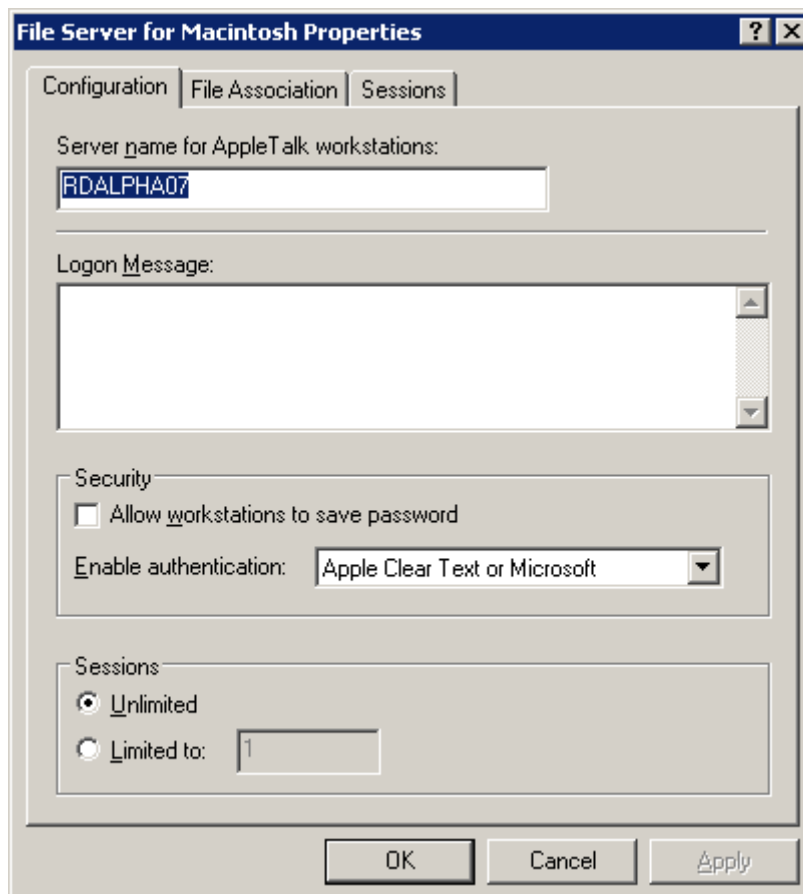 File Server for Macintosh Properties
Configuration File Association Sessions
Server name for AppleTalk workstations:
RDALPHA07
Logon Message:
Security
Allow workstations to save password
Enable authentication: Apple Clear Text or Microsoft
Sessions
Unlimited
Limited to: 1
OK Cancel Apply